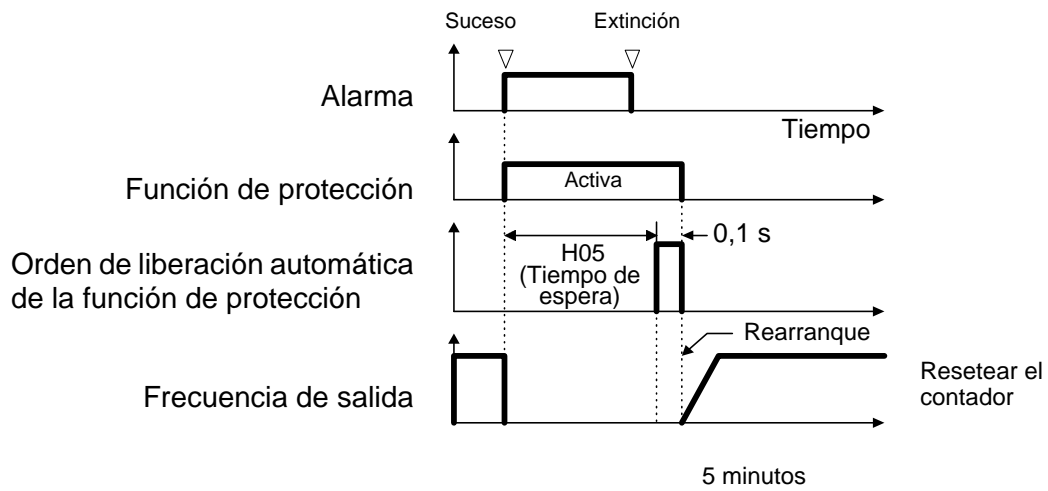 Suceso
Extinción
Alarma
Tiempo
Función de protección
Activa
Orden de liberación automática
de la función de protección
H05
(Tiempo de
espera)
0,1 s
Rearranque
Frecuencia de salida
Resetear el
contador
5 minutos